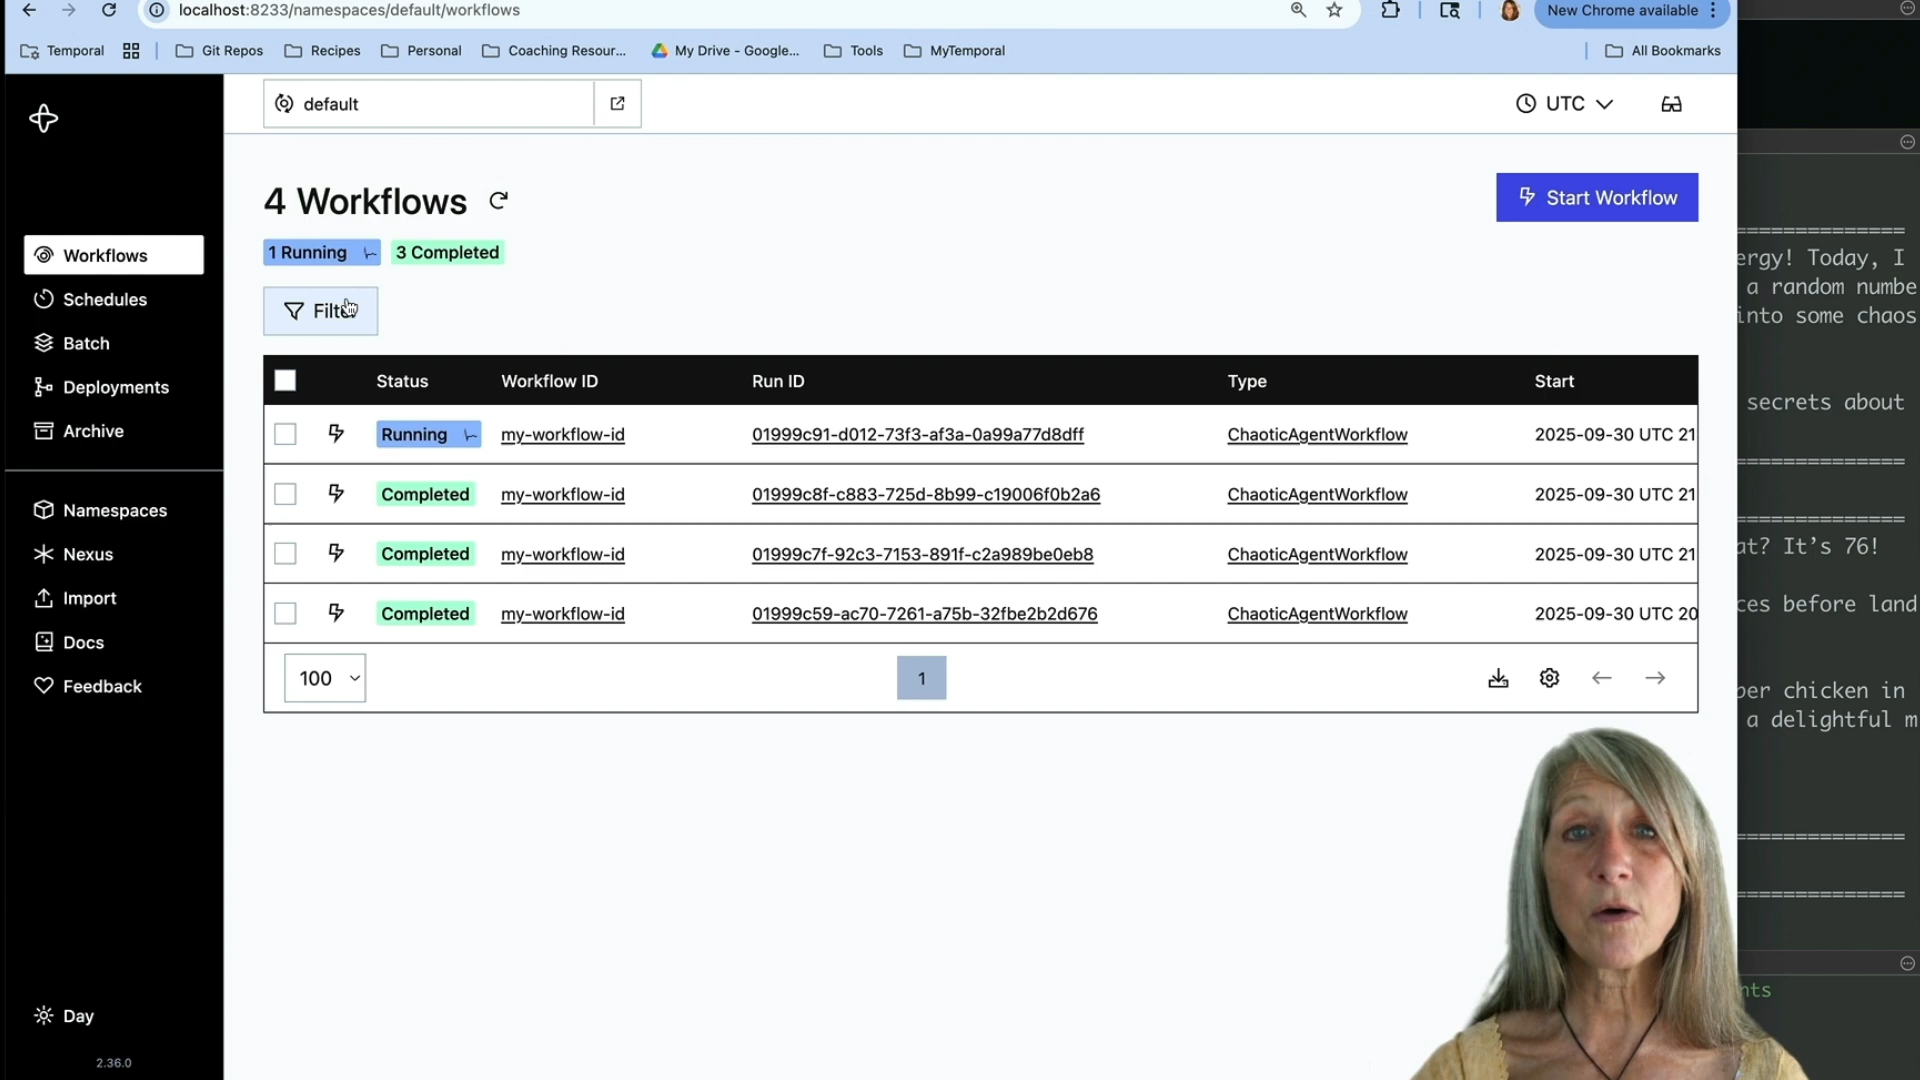 localhost:8233/namespaces/default/workflows
New Chrome available
Temporal
Git Repos
Recipes
Personal
Coaching Resour...
My Drive - Google...
Tools
MyTemporal
All Bookmarks
default
UTC
4 Workflows
Start Workflow
1 Running
3 Completed
Workflows
Schedules
Batch
Deployments
Archive
Namespaces
Nexus
Import
Docs
Feedback
Day
2.36.0
Filter
Status Workflow ID Run ID Type Start
Running my-workflow-id 01999c91-d012-73f3-af3a-0a99a77d8dff ChaoticAgentWorkflow 2025-09-30 UTC 21
Completed my-workflow-id 01999c8f-c883-725d-8b99-c19006f0b2a6 ChaoticAgentWorkflow 2025-09-30 UTC 21
Completed my-workflow-id 01999c7f-92c3-7153-891f-c2a989be0eb8 ChaoticAgentWorkflow 2025-09-30 UTC 21
Completed my-workflow-id 01999c59-ac70-7261-a75b-32fbe2b2d676 ChaoticAgentWorkflow 2025-09-30 UTC 20
100
1
ergy! Today, I
a random numbe
into some chaos
secrets about
at? It’s 76!
ces before land
ber chicken in
a delightful m
nts